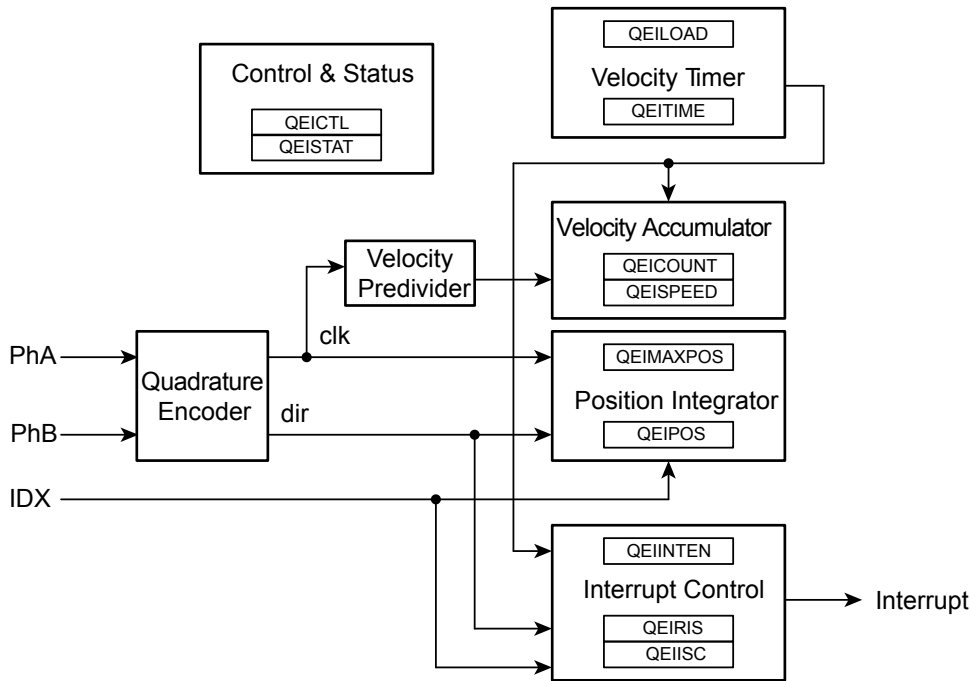 QEILOAD
Velocity Timer
QEITIME
Control & Status
QEICTL
QEISTAT
Velocity Accumulator
QEICOUNT
QEISPEED
Velocity
Predivider
clk
PhA
PhB
Quadrature
Encoder
dir
QEIMAXPOS
Position Integrator
QEIPOS
IDX
QEIINTEN
Interrupt Control
QEIRIS
QEIISC
Interrupt